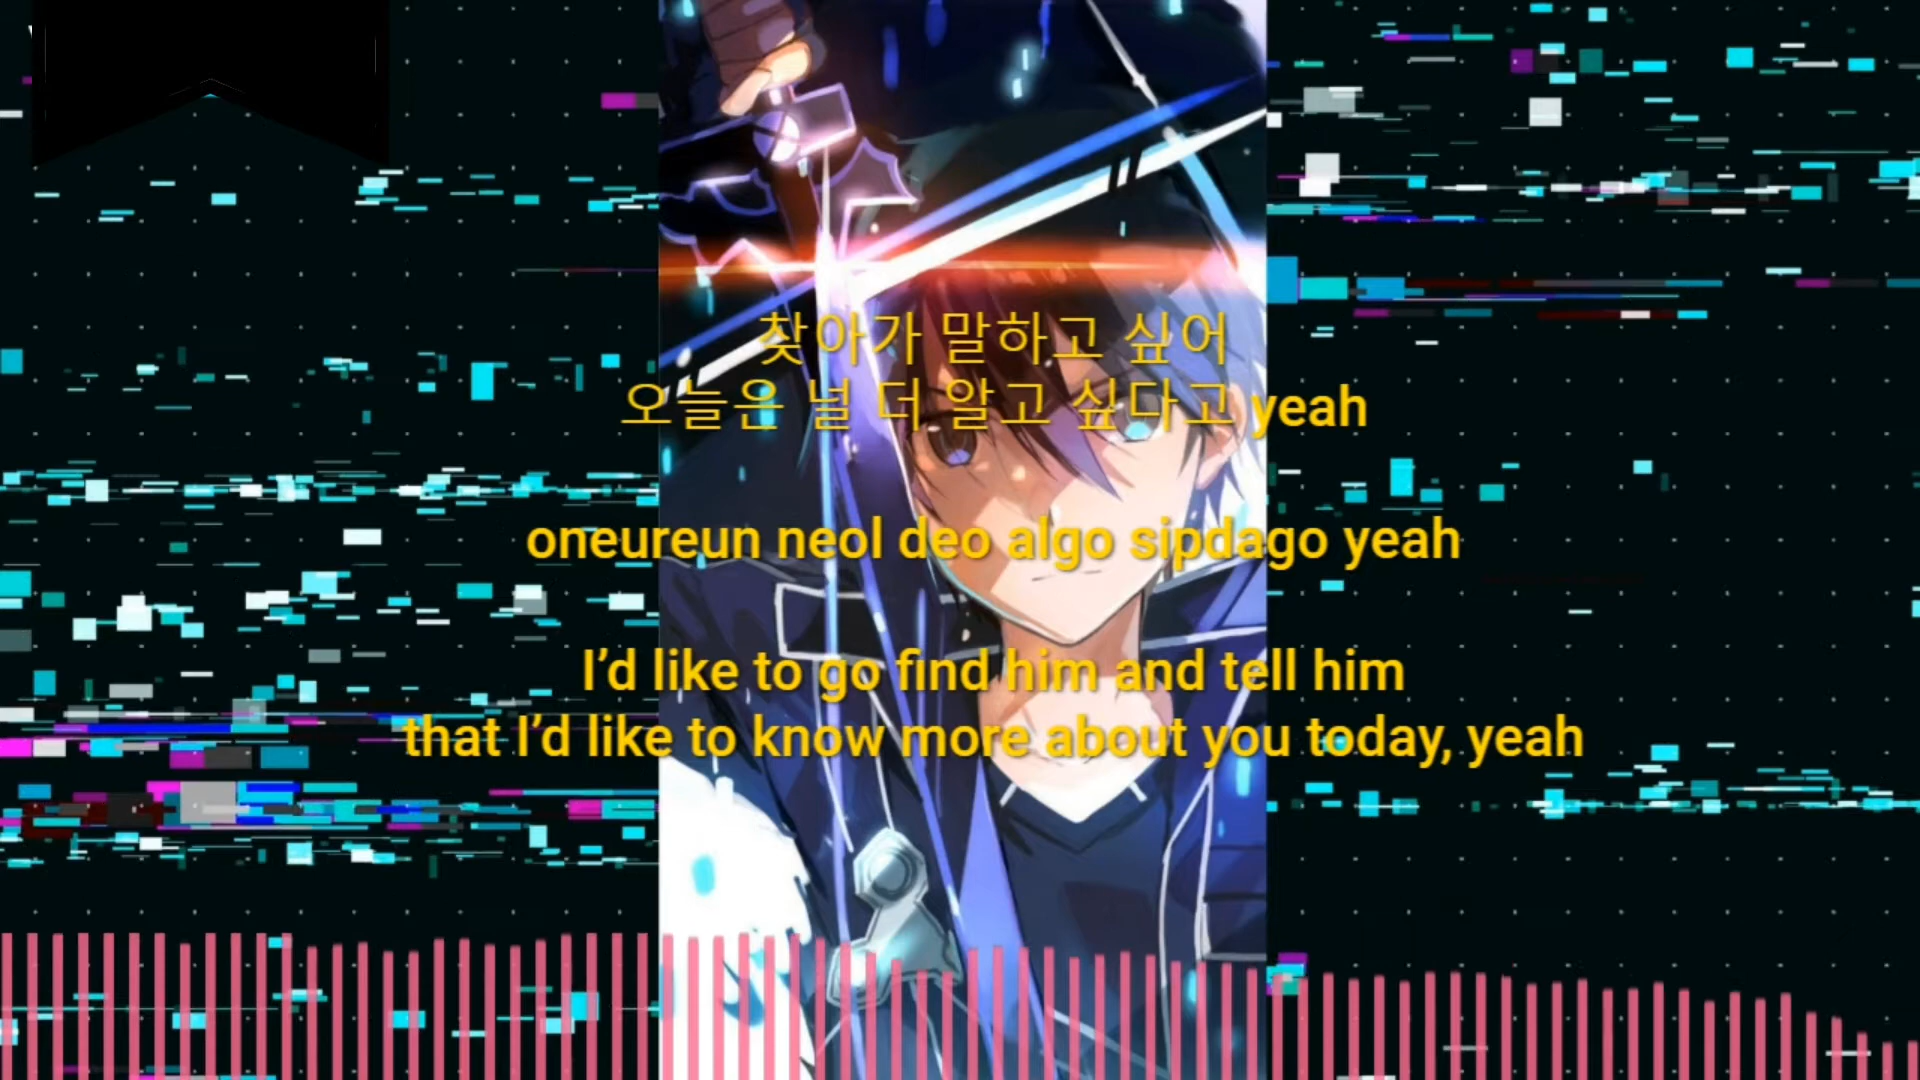 찾아가 말하고 싶어
오늘은 널 더 알고 싶다고 yeah
oneureun neol deo algo sipdago yeah
I’d like to go find him and tell him
that I’d like to know more about you today, yeah